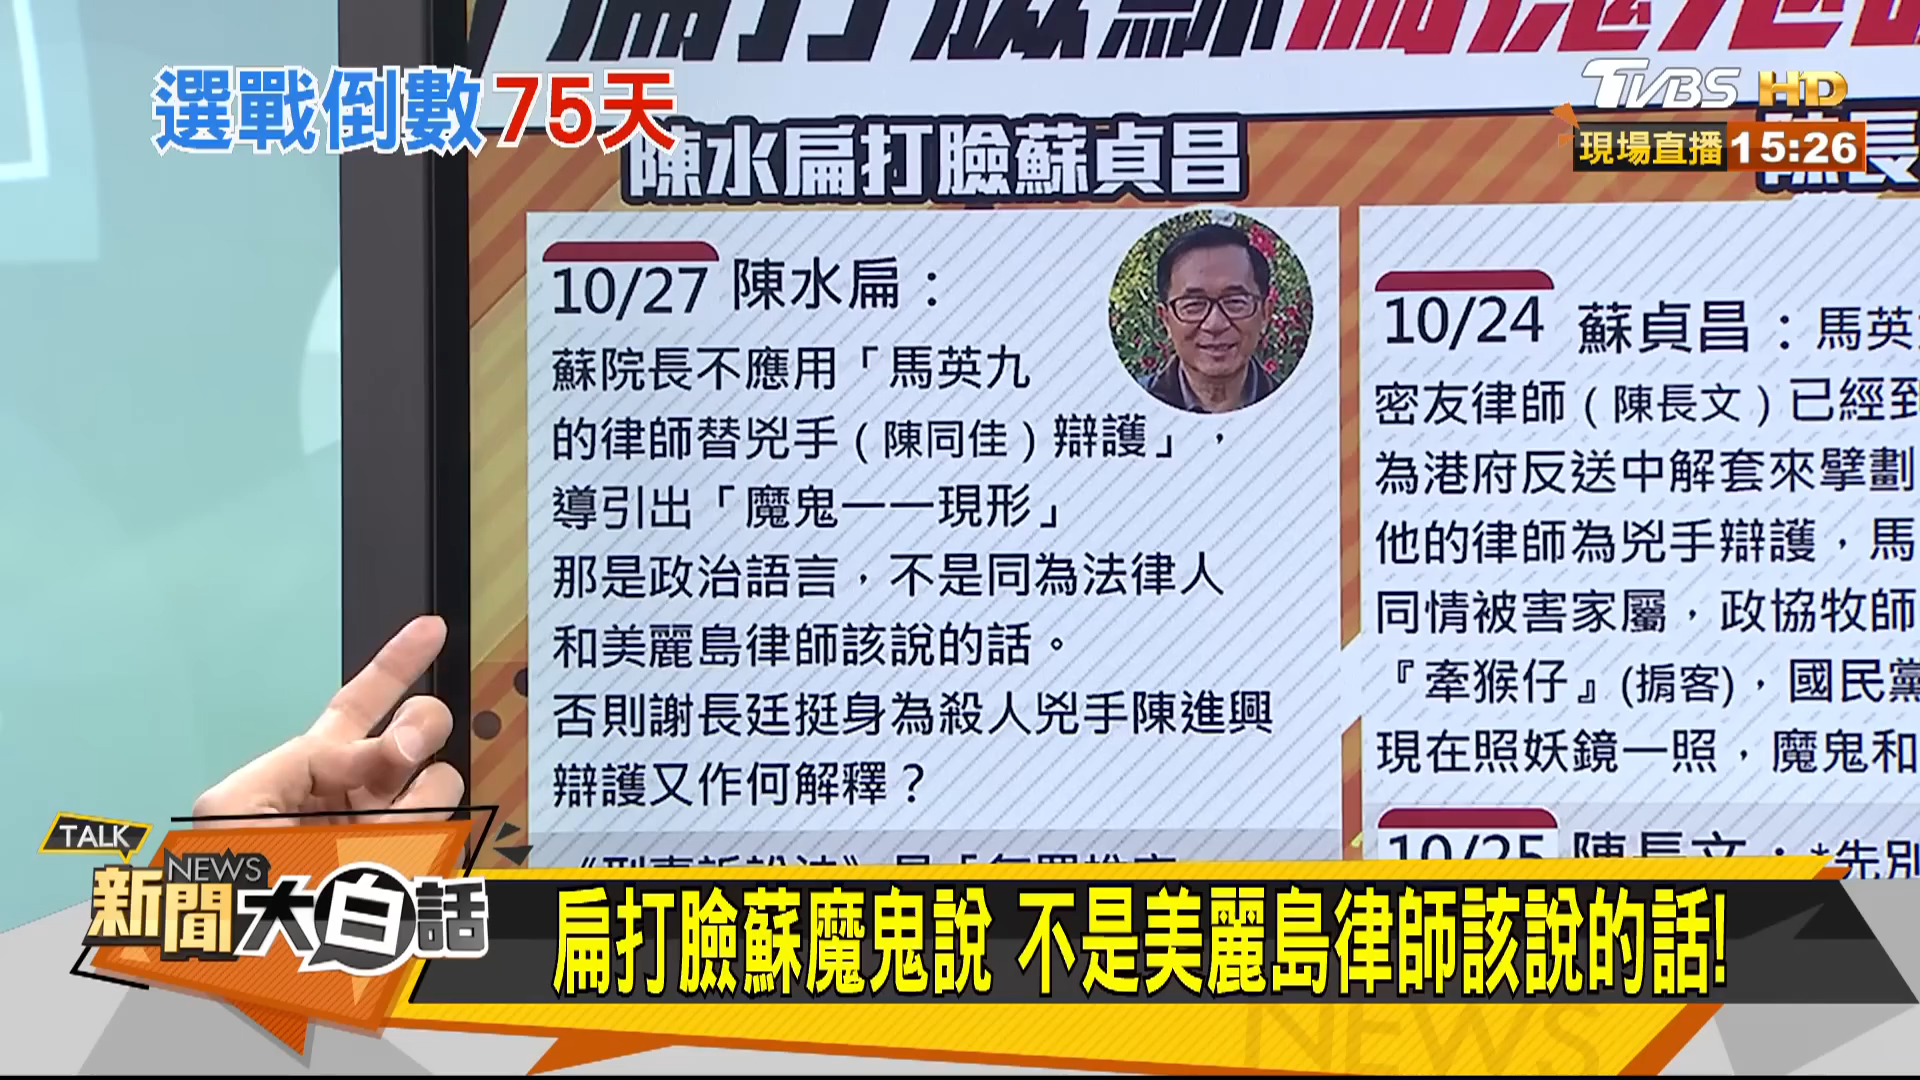 選戰倒數75天
TVBS HD
現場直播 15:26
陳水扁打臉蘇貞昌
10/27 陳水扁：
蘇院長不應用「馬英九
的律師替兇手（陳同佳）辯護」，
導引出「魔鬼一一現形」
那是政治語言，不是同為法律人
和美麗島律師該說的話。
否則謝長廷挺身為殺人兇手陳進興
辯護又作何解釋？
10/24 蘇貞昌：馬英
密友律師（陳長文）已經到
為港府反送中解套來擘劃
他的律師為兇手辯護，馬
同情被害家屬，政協牧師
『牽猴仔』(掮客)，國民黨
現在照妖鏡一照，魔鬼和
10/25 陳長文：*先別
TALK
NEWS
新聞大白話
扁打臉蘇魔鬼說 不是美麗島律師該說的話!
NEWS